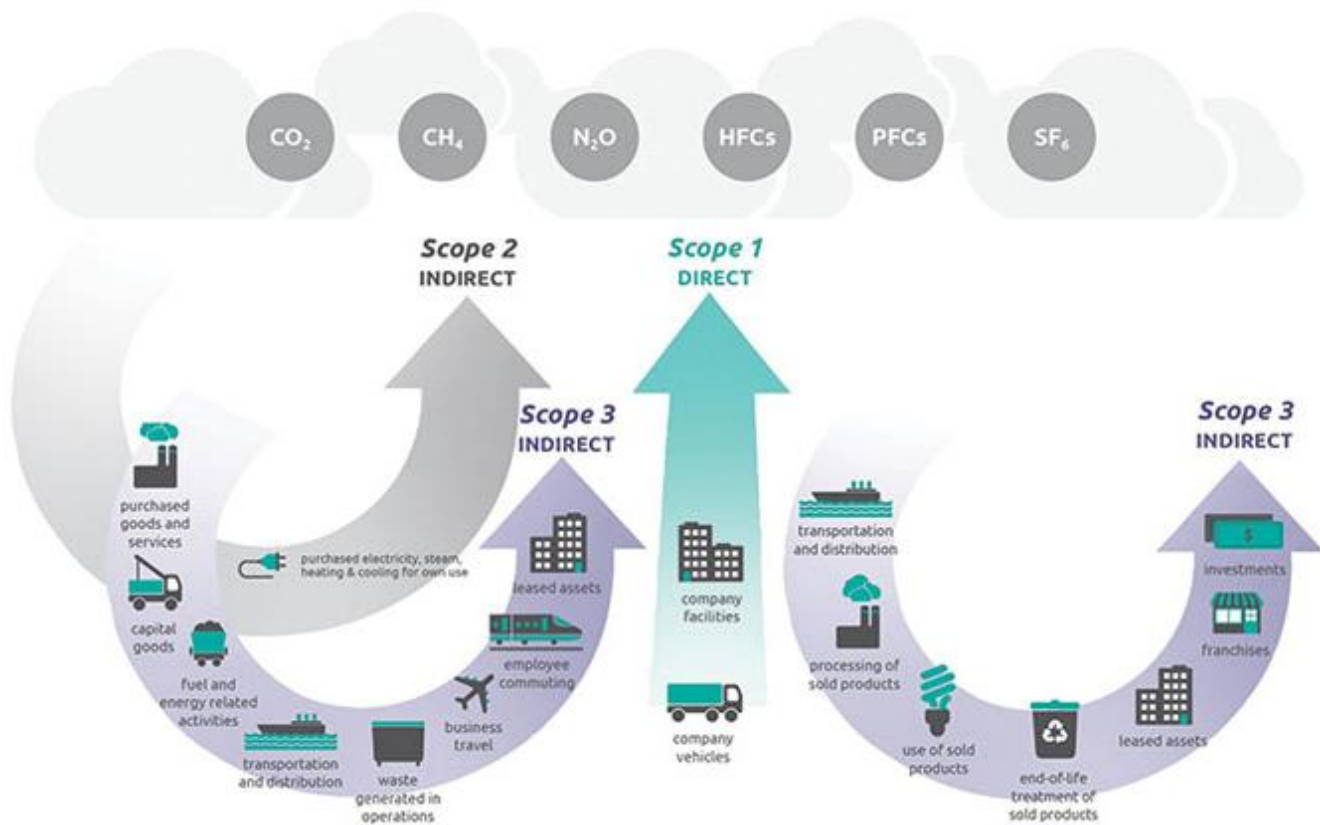 CO₂
CH₄
N₂O
HFCs
PFCs
SF₆
Scope 2
INDIRECT
Scope 1
DIRECT
Scope 3
INDIRECT
Scope 3
INDIRECT
purchased
goods and
services
capital
goods
fuel and
energy related
activities
transportation
and distribution
waste
generated in
operations
business
travel
employee
commuting
leased assets
purchased electricity, steam,
heating & cooling for own use
company
facilities
company
vehicles
transportation
and distribution
processing of
sold products
use of sold
products
end-of-life
treatment of
sold products
leased assets
franchises
$
investments